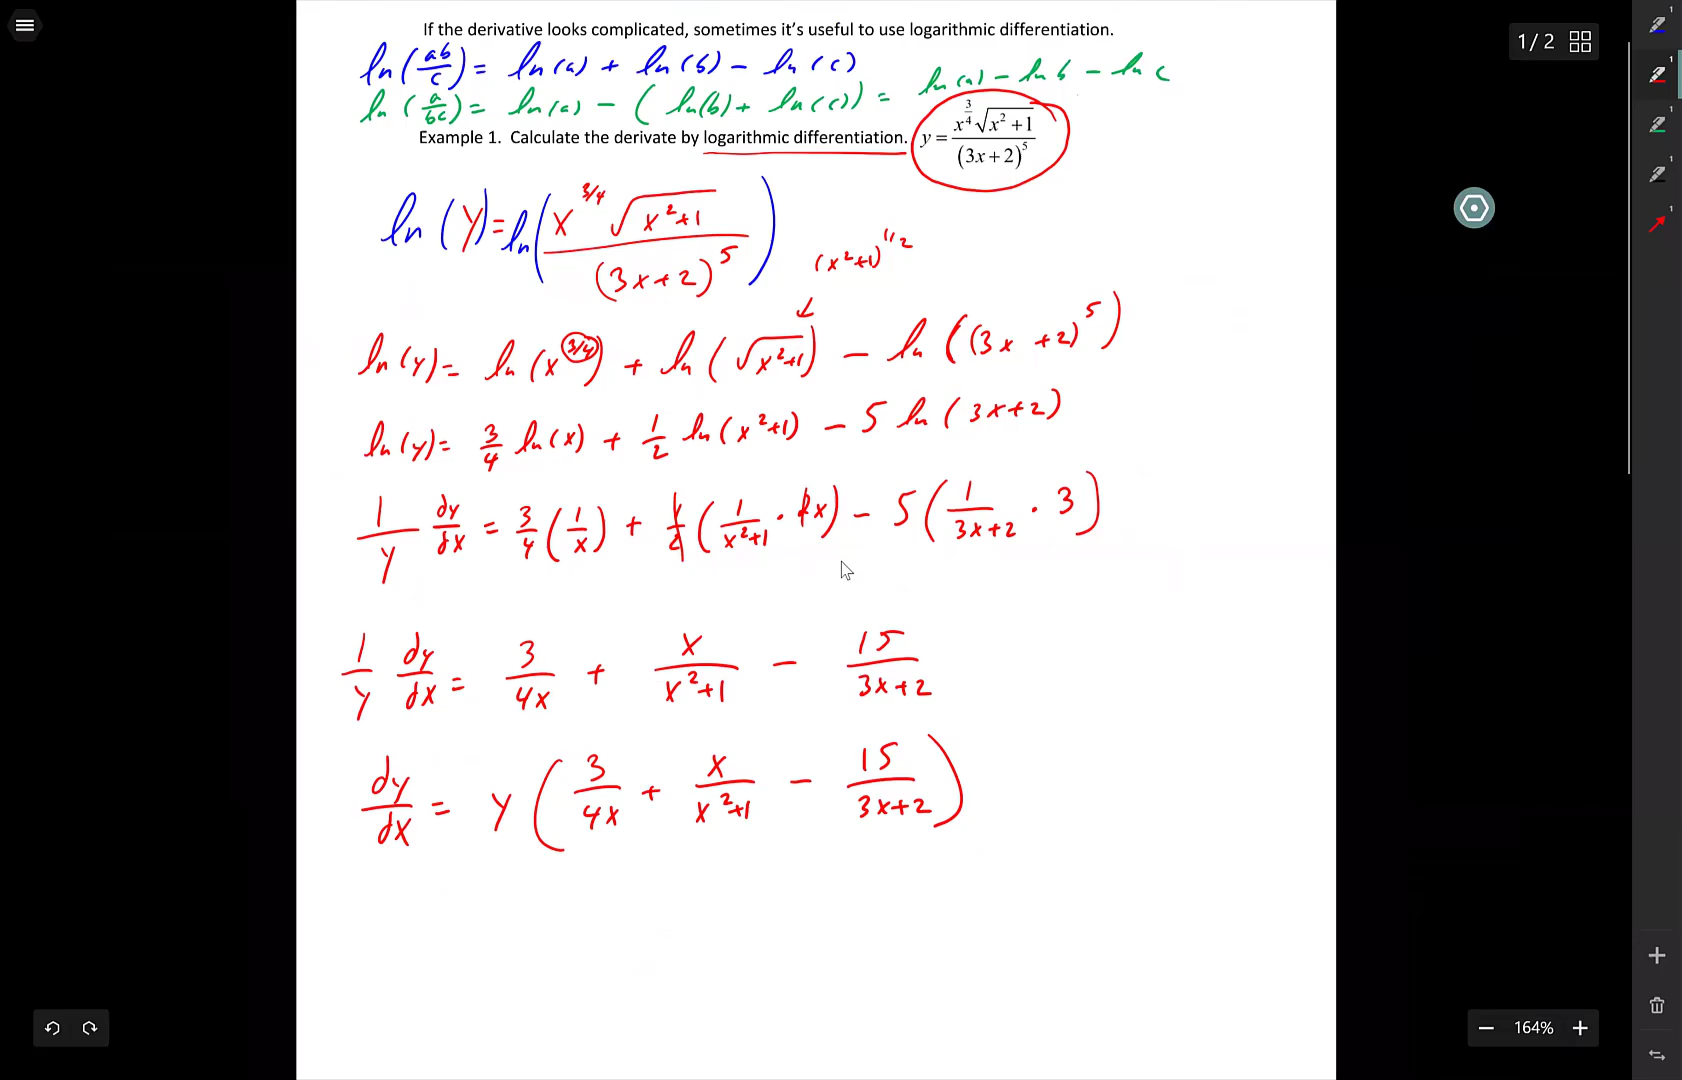 If the derivative looks complicated, sometimes it's useful to use logarithmic differentiation.
ln(ab/c) = ln(a) + ln(b) - ln(c)
ln(a/bc) = ln(a) - (ln(b) + ln(c)) = ln(a) - ln b - ln c
Example 1. Calculate the derivate by logarithmic differentiation. y = x^(3/4) √(x² + 1) / (3x + 2)^5
ln(y) = ln(x^(3/4) √(x²+1) / (3x+2)^5)
(x²+1)^(1/2)
↓
ln(y) = ln(x^(3/4)) + ln(√(x²+1)) - ln((3x+2)^5)
ln(y) = 3/4 ln(x) + 1/2 ln(x²+1) - 5 ln(3x+2)
1/y dy/dx = 3/4 (1/x) + 1/2 (1/(x²+1) · 2x) - 5 (1/(3x+2) · 3)
1/y dy/dx = 3/(4x) + x/(x²+1) - 15/(3x+2)
dy/dx = y (3/(4x) + x/(x²+1) - 15/(3x+2))
1/2
1
1
1
1
1
164%